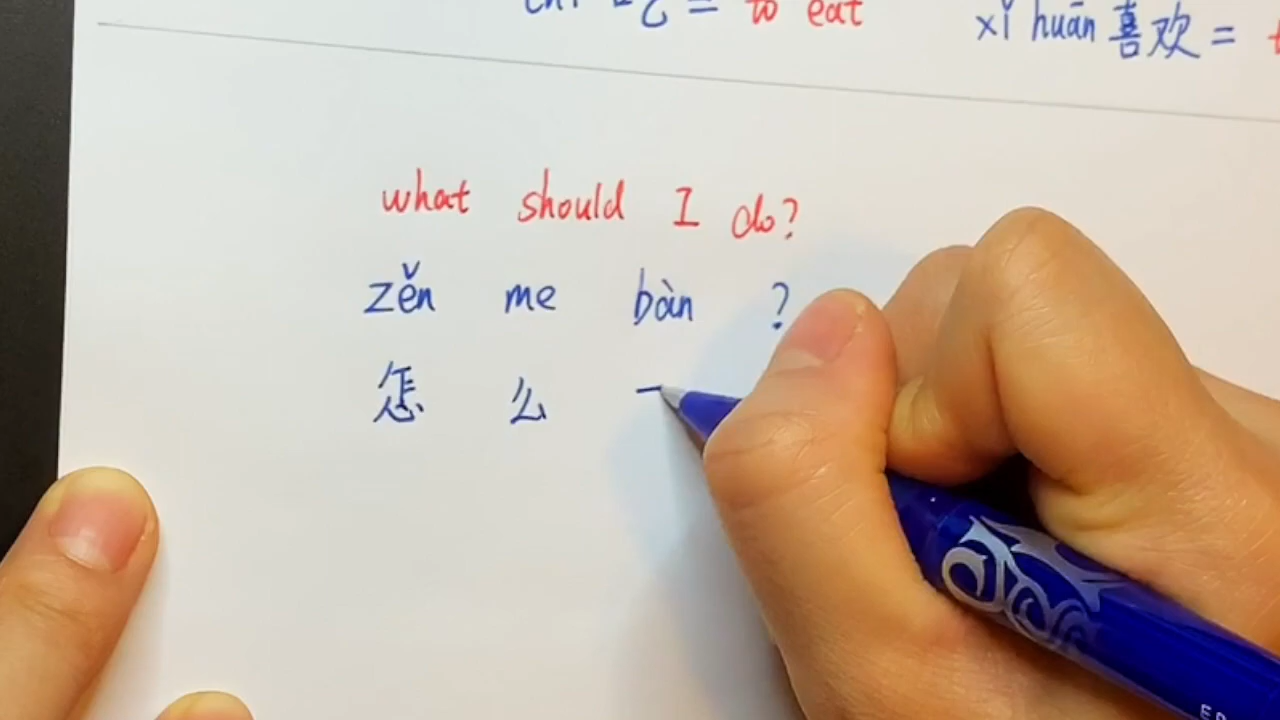 chī 吃 = to eat xǐ huān 喜欢 =
what should I do?
zěn me bàn ?
怎 么